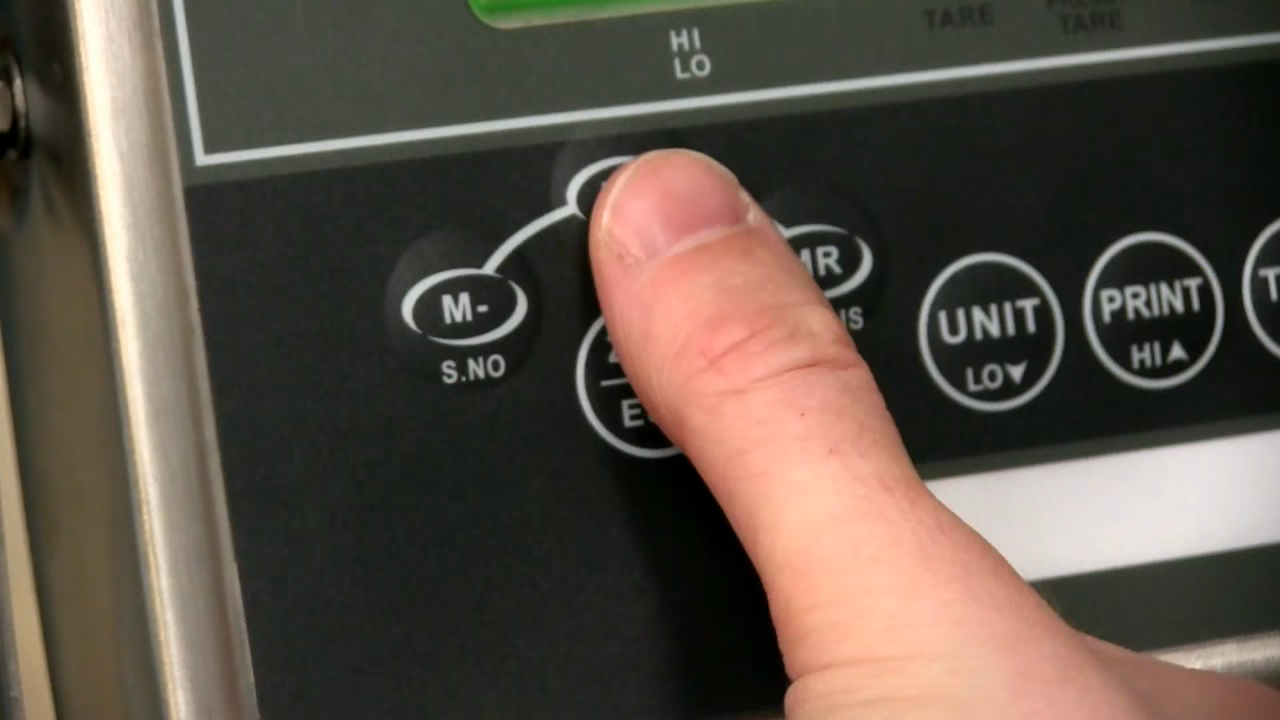 TARE
TARE
HI
LO
M-
S.NO
MR
UNIT
LO▼
PRINT
HI▲